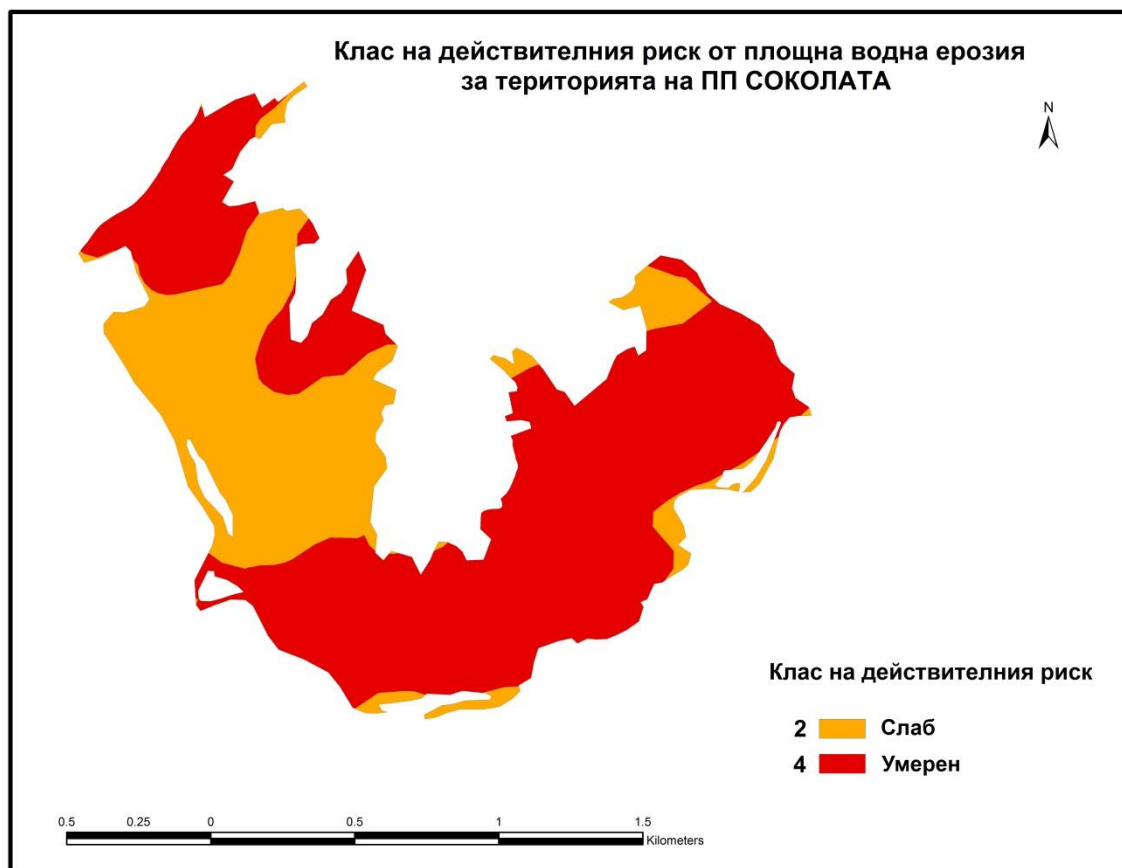 Клас на действителния риск от площна водна ерозия
за територията на ПП СОКОЛАТА
N
Клас на действителния риск
2 Слаб
4 Умерен
0.5 0.25 0 0.5 1 1.5
Kilometers